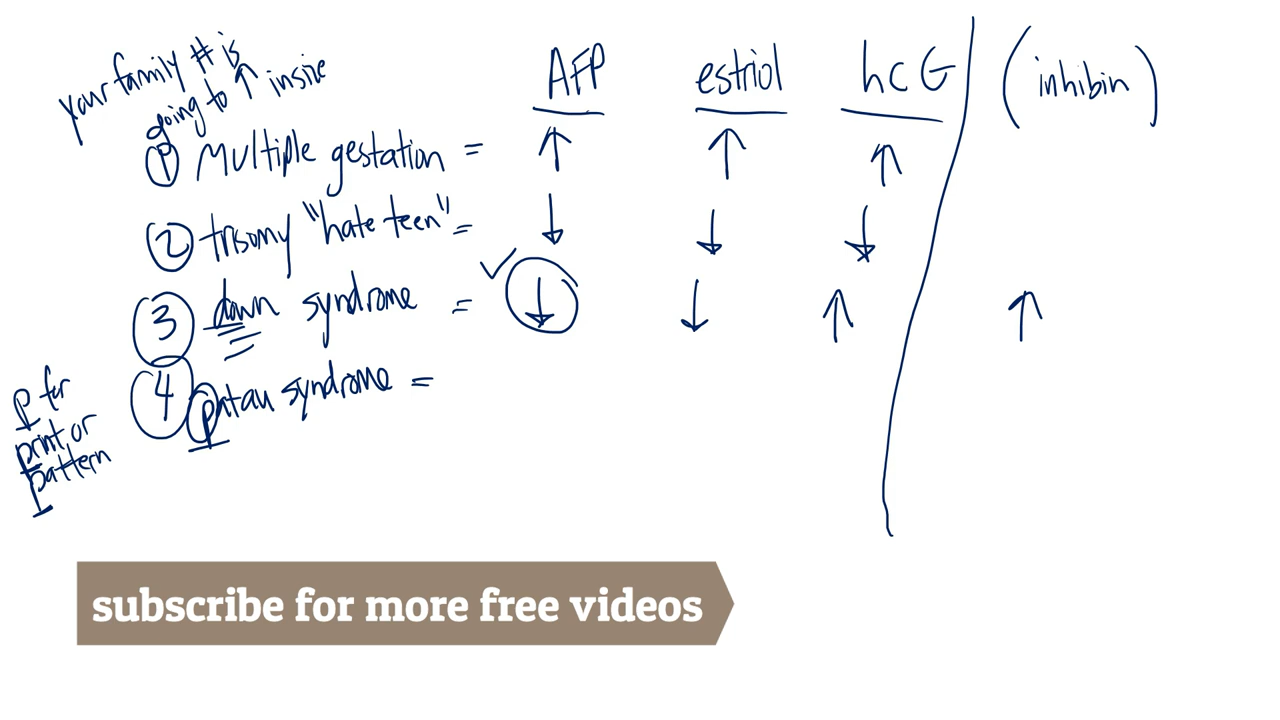 your family # is
going to ↑ insize
AFP estriol hCG (inhibin)
① Multiple gestation = ↑ ↑ ↑
② trisomy "hate teen" = ↓ ↓ ↓
③ down syndrome = ✓ ↓ ↓ ↑ ↑
④ patau syndrome =
p for
print, or
pattern
subscribe for more free videos